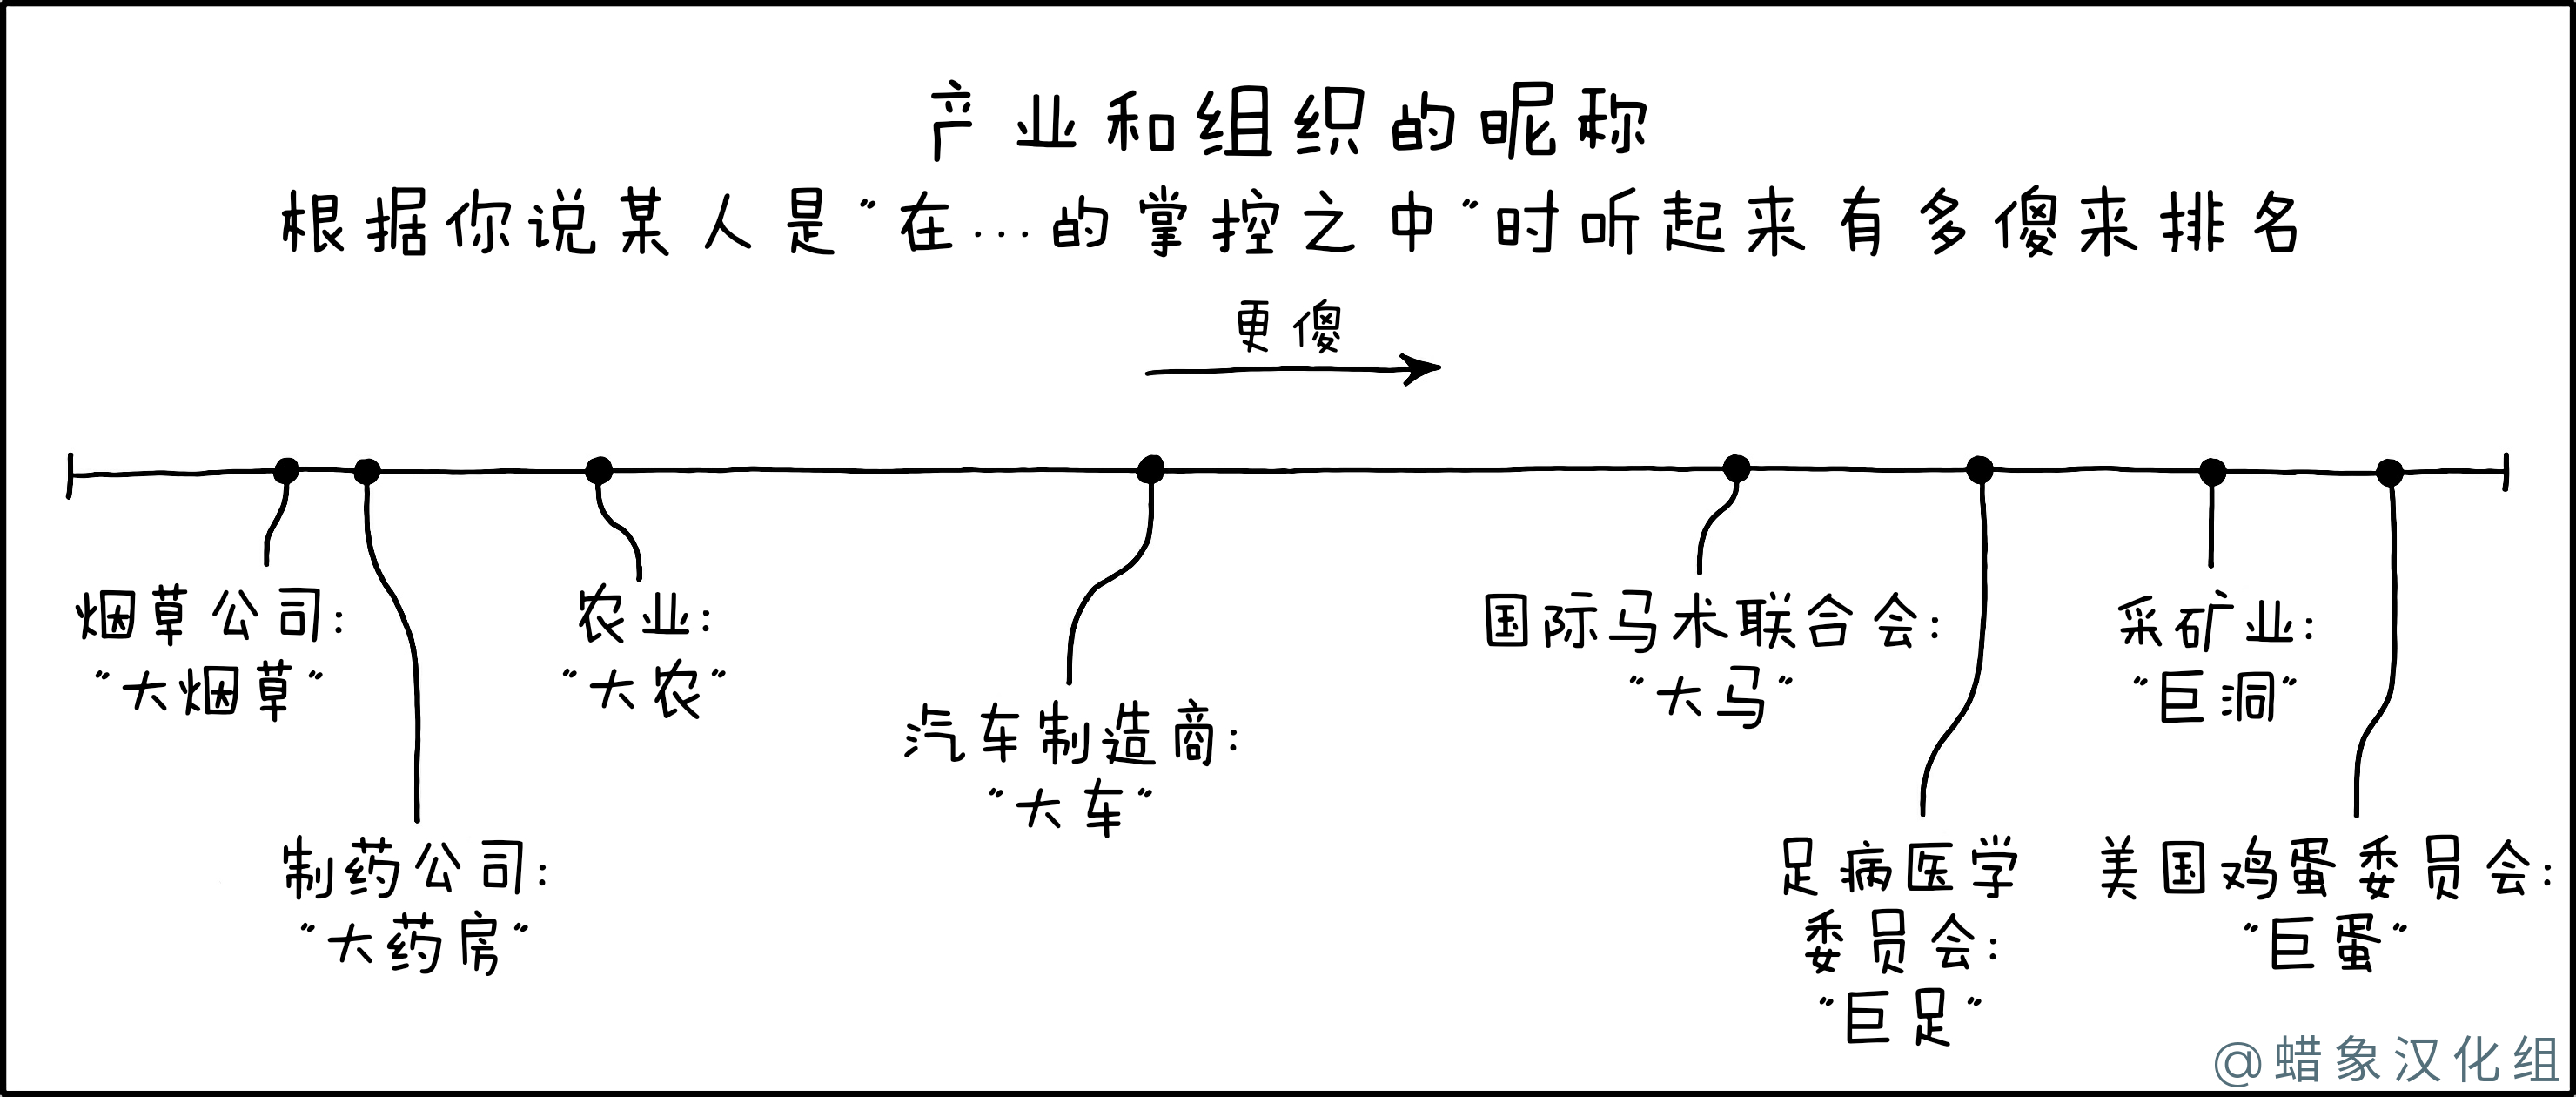 产业和组织的昵称
根据你说某人是"在...的掌控之中"时听起来有多傻来排名
更傻
烟草公司:
"大烟草"
制药公司:
"大药房"
农业:
"大农"
汽车制造商:
"大车"
国际马术联合会:
"大马"
足病医学
委员会:
"巨足"
采矿业:
"巨洞"
美国鸡蛋委员会:
"巨蛋"
@蜡象汉化组